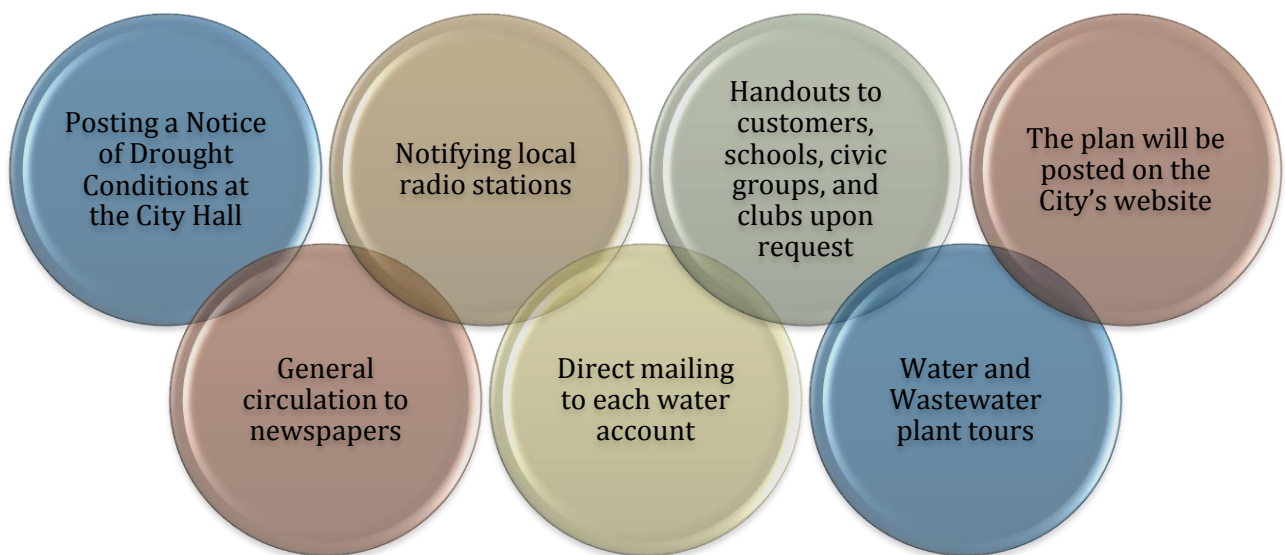 Posting a Notice
of Drought
Conditions at
the City Hall
General
circulation to
newspapers
Notifying local
radio stations
Direct mailing
to each water
account
Handouts to
customers,
schools, civic
groups, and
clubs upon
request
Water and
Wastewater
plant tours
The plan will be
posted on the
City’s website